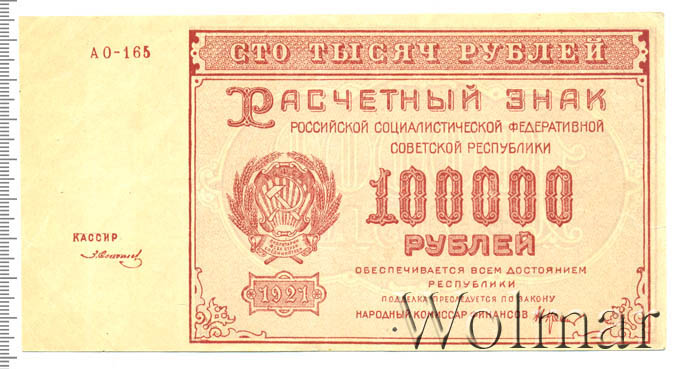 АО-165
СТО ТЫСЯЧ РУБЛЕЙ
РАСЧЕТНЫЙ ЗНАК
РОССИЙСКОЙ СОЦИАЛИСТИЧЕСКОЙ ФЕДЕРАТИВНОЙ
СОВЕТСКОЙ РЕСПУБЛИКИ
100000
РУБЛЕЙ
КАССИР
1921
ОБЕСПЕЧИВАЕТСЯ ВСЕМ ДОСТОЯНИЕМ
РЕСПУБЛИКИ
ПОДДЕЛКА ПРЕСЛЕДУЕТСЯ ПО ЗАКОНУ
НАРОДНЫЙ КОМИССАР ФИНАНСОВ
Wolmar